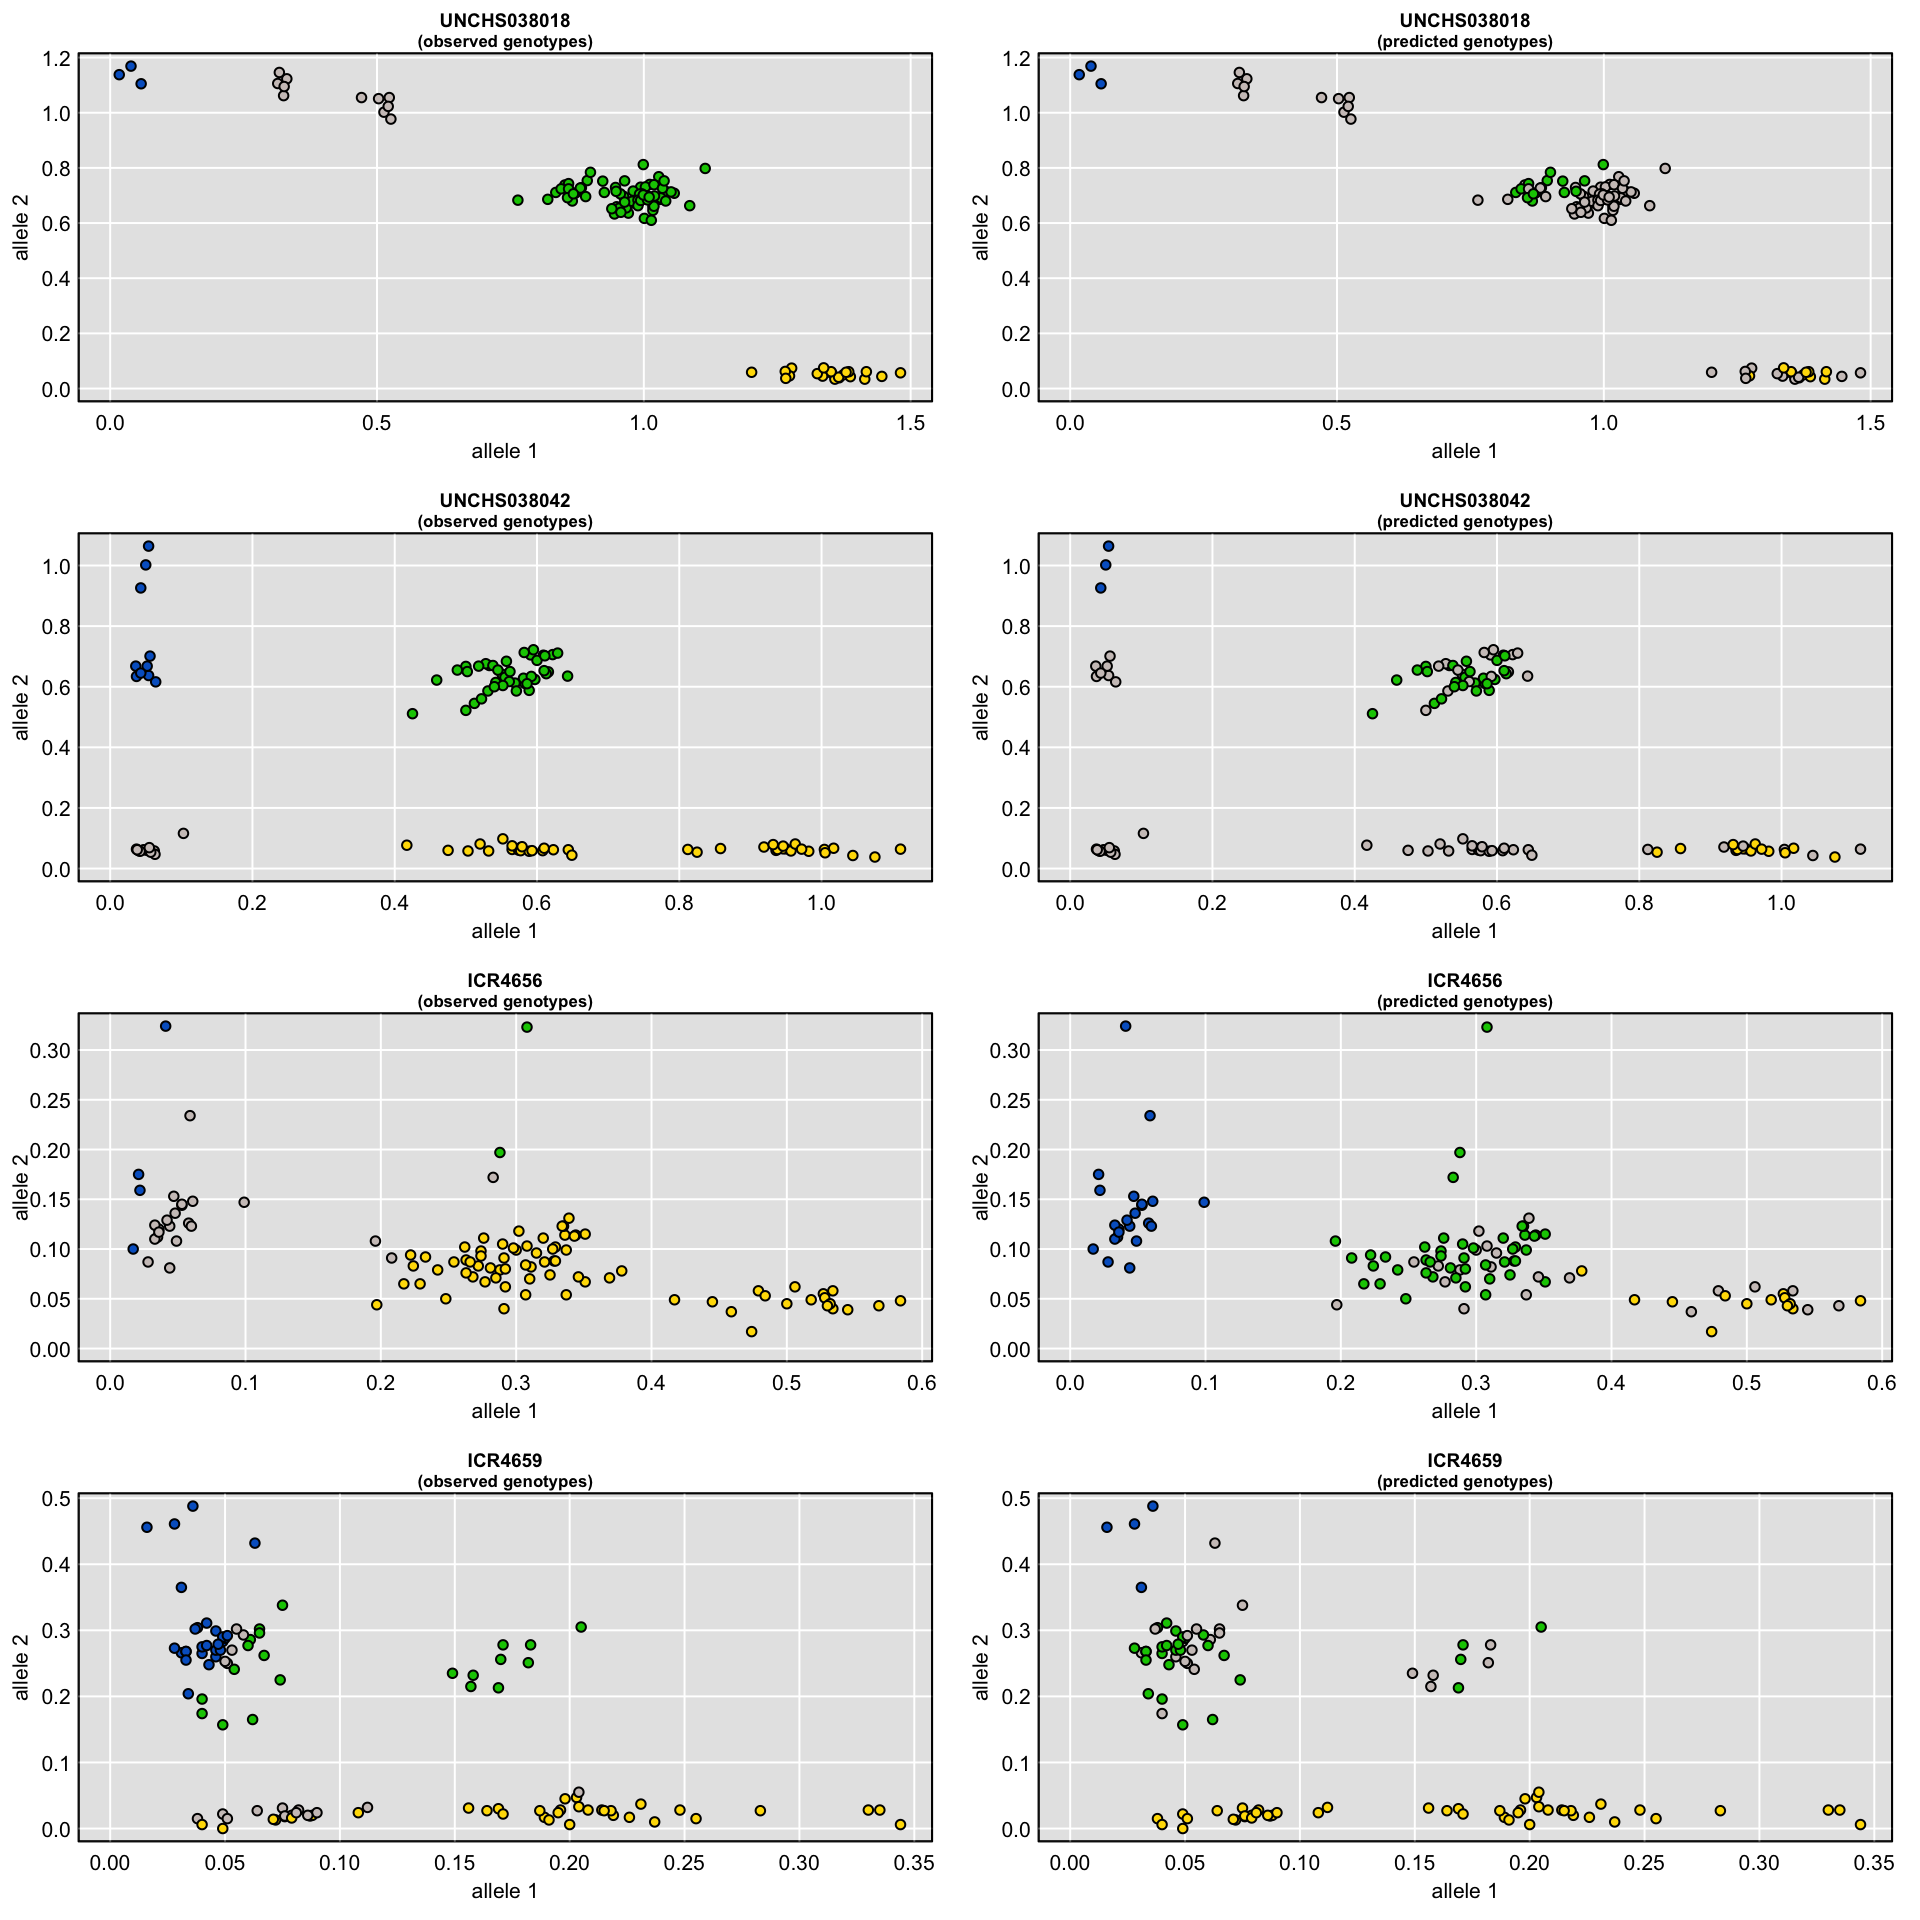 UNCHS038018
(observed genotypes)
1.2
1.0
0.8
0.6
0.4
0.2
0.0
allele 2
0.0 0.5 1.0 1.5
allele 1
UNCHS038018
(predicted genotypes)
1.2
1.0
0.8
0.6
0.4
0.2
0.0
allele 2
0.0 0.5 1.0 1.5
allele 1
UNCHS038042
(observed genotypes)
1.0
0.8
0.6
0.4
0.2
0.0
allele 2
0.0 0.2 0.4 0.6 0.8 1.0
allele 1
UNCHS038042
(predicted genotypes)
1.0
0.8
0.6
0.4
0.2
0.0
allele 2
0.0 0.2 0.4 0.6 0.8 1.0
allele 1
ICR4656
(observed genotypes)
0.30
0.25
0.20
0.15
0.10
0.05
0.00
allele 2
0.0 0.1 0.2 0.3 0.4 0.5 0.6
allele 1
ICR4656
(predicted genotypes)
0.30
0.25
0.20
0.15
0.10
0.05
0.00
allele 2
0.0 0.1 0.2 0.3 0.4 0.5 0.6
allele 1
ICR4659
(observed genotypes)
0.5
0.4
0.3
0.2
0.1
0.0
allele 2
0.00 0.05 0.10 0.15 0.20 0.25 0.30 0.35
allele 1
ICR4659
(predicted genotypes)
0.5
0.4
0.3
0.2
0.1
0.0
allele 2
0.00 0.05 0.10 0.15 0.20 0.25 0.30 0.35
allele 1